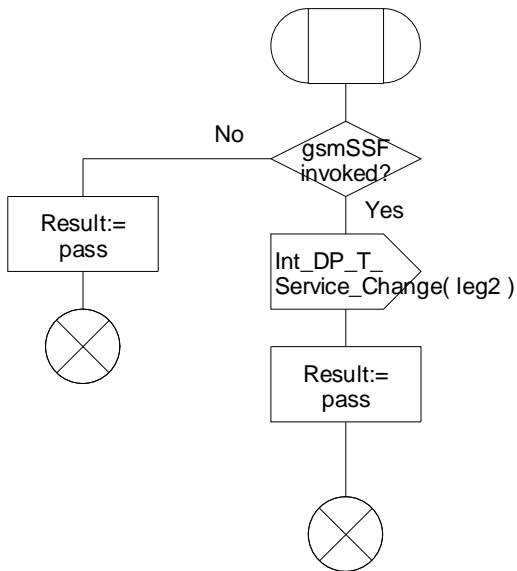 gsmSSF
invoked?
No
Yes
Result:=
pass
Int_DP_T_
Service_Change( leg2 )
Result:=
pass